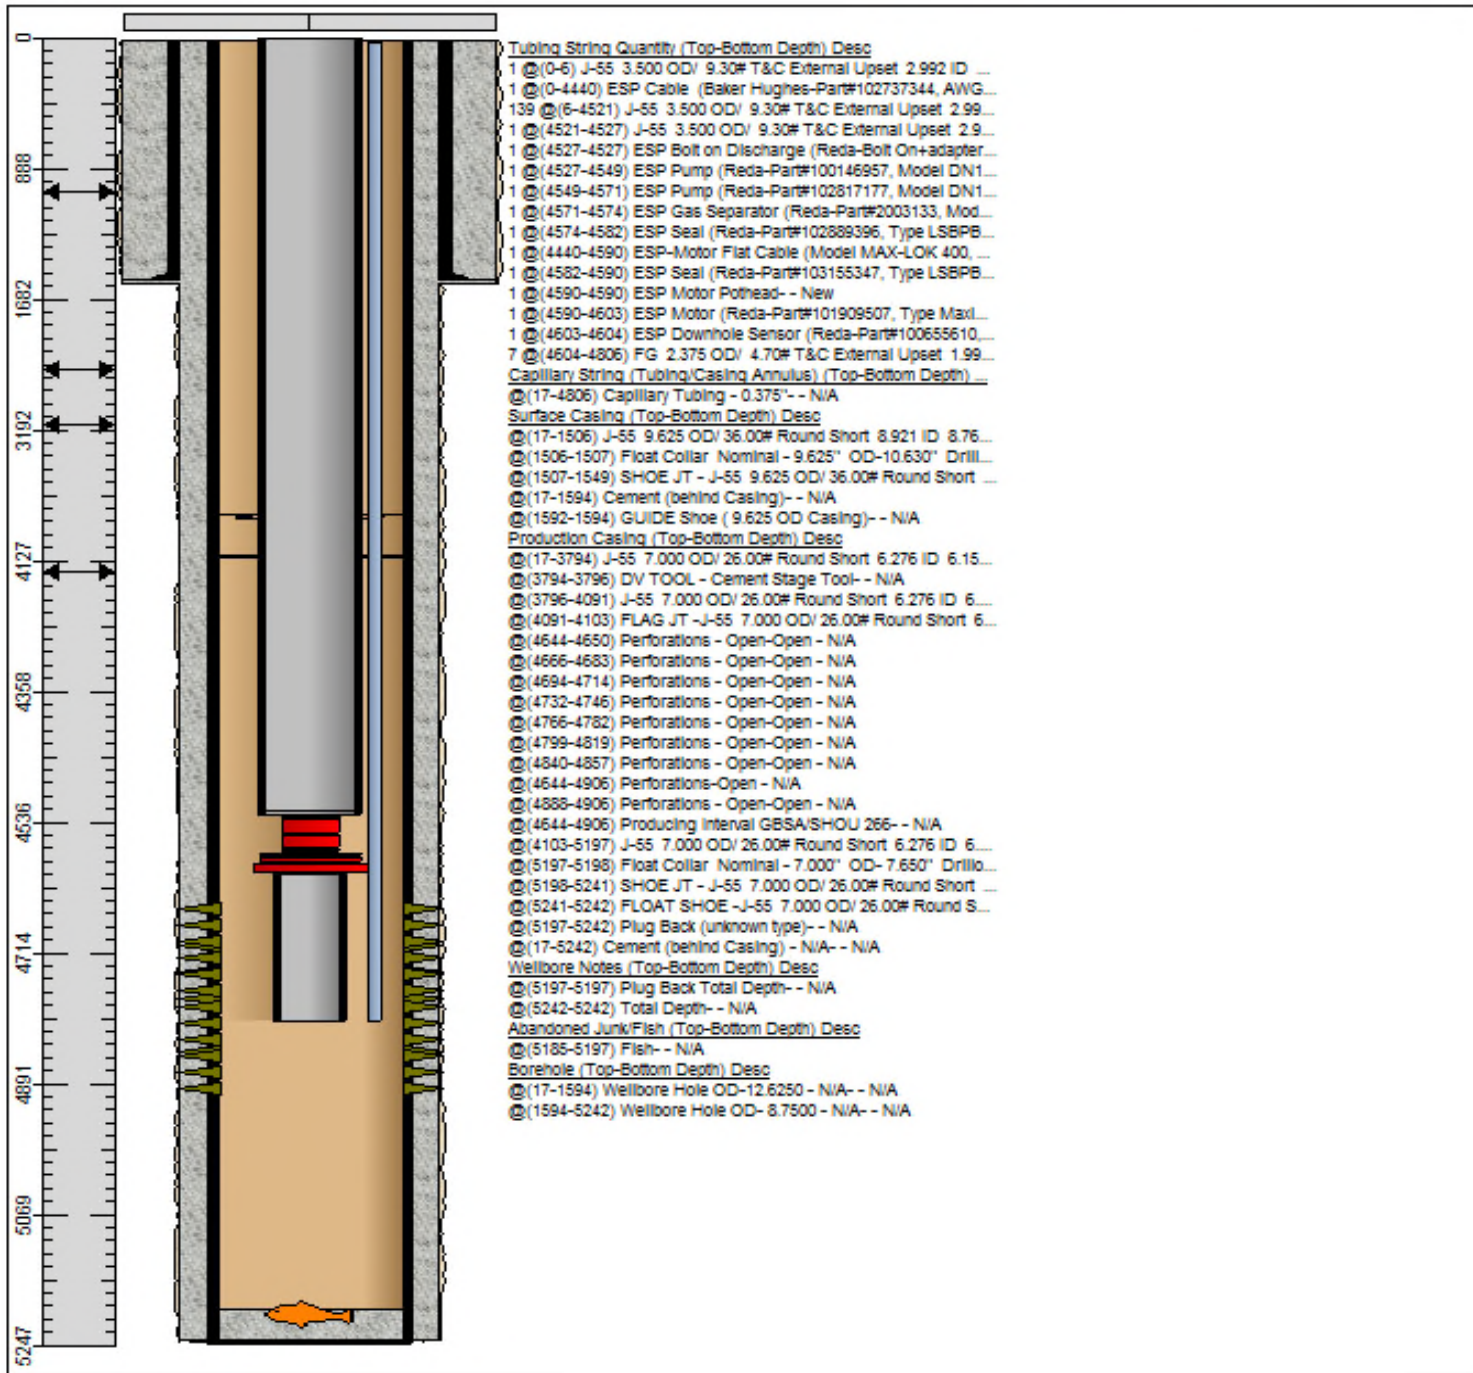 0
888
1682
3192
4127
4358
4536
4714
4891
5069
5247
Tubing String Quantity (Top-Bottom Depth) Desc
1 @(0-6) J-55 3.500 OD/ 9.30# T&C External Upset 2.992 ID ...
1 @(0-4440) ESP Cable (Baker Hughes-Part#102737344, AWG...
139 @(6-4521) J-55 3.500 OD/ 9.30# T&C External Upset 2.99...
1 @(4521-4527) J-55 3.500 OD/ 9.30# T&C External Upset 2.9...
1 @(4527-4527) ESP Bolt on Discharge (Reda-Bolt On+adapter...
1 @(4527-4549) ESP Pump (Reda-Part#100146957, Model DN1...
1 @(4549-4571) ESP Pump (Reda-Part#102817177, Model DN1...
1 @(4571-4574) ESP Gas Separator (Reda-Part#2003133, Mod...
1 @(4574-4582) ESP Seal (Reda-Part#102889396, Type LSBPB...
1 @(4440-4590) ESP-Motor Flat Cable (Model MAX-LOK 400, ...
1 @(4582-4590) ESP Seal (Reda-Part#103155347, Type LSBPB...
1 @(4590-4590) ESP Motor Pothead- - New
1 @(4590-4603) ESP Motor (Reda-Part#101909507, Type Maxi...
1 @(4603-4604) ESP Downhole Sensor (Reda-Part#100655610,...
7 @(4604-4806) FG 2.375 OD/ 4.70# T&C External Upset 1.99...
Capillary String (Tubing/Casing Annulus) (Top-Bottom Depth) ...
@(17-4806) Capillary Tubing - 0.375"- - N/A
Surface Casing (Top-Bottom Depth) Desc
@(17-1506) J-55 9.625 OD/ 36.00# Round Short 8.921 ID 8.76...
@(1506-1507) Float Collar Nominal - 9.625" OD-10.630" Drill...
@(1507-1549) SHOE JT - J-55 9.625 OD/ 36.00# Round Short ...
@(17-1594) Cement (behind Casing)- - N/A
@(1592-1594) GUIDE Shoe ( 9.625 OD Casing)- - N/A
Production Casing (Top-Bottom Depth) Desc
@(17-3794) J-55 7.000 OD/ 26.00# Round Short 6.276 ID 6.15...
@(3794-3796) DV TOOL - Cement Stage Tool- - N/A
@(3796-4091) J-55 7.000 OD/ 26.00# Round Short 6.276 ID 6....
@(4091-4103) FLAG JT -J-55 7.000 OD/ 26.00# Round Short 6...
@(4644-4650) Perforations - Open-Open - N/A
@(4666-4683) Perforations - Open-Open - N/A
@(4694-4714) Perforations - Open-Open - N/A
@(4732-4746) Perforations - Open-Open - N/A
@(4766-4782) Perforations - Open-Open - N/A
@(4799-4819) Perforations - Open-Open - N/A
@(4840-4857) Perforations - Open-Open - N/A
@(4644-4906) Perforations-Open - N/A
@(4888-4906) Perforations - Open-Open - N/A
@(4644-4906) Producing Interval GBSA/SHOU 266- - N/A
@(4103-5197) J-55 7.000 OD/ 26.00# Round Short 6.276 ID 6....
@(5197-5198) Float Collar Nominal - 7.000" OD- 7.650" Drillo...
@(5198-5241) SHOE JT - J-55 7.000 OD/ 26.00# Round Short ...
@(5241-5242) FLOAT SHOE -J-55 7.000 OD/ 26.00# Round S...
@(5197-5242) Plug Back (unknown type)- - N/A
@(17-5242) Cement (behind Casing) - N/A- - N/A
Wellbore Notes (Top-Bottom Depth) Desc
@(5197-5197) Plug Back Total Depth- - N/A
@(5242-5242) Total Depth- - N/A
Abandoned Junk/Fish (Top-Bottom Depth) Desc
@(5185-5197) Fish- - N/A
Borehole (Top-Bottom Depth) Desc
@(17-1594) Wellbore Hole OD-12.6250 - N/A- - N/A
@(1594-5242) Wellbore Hole OD- 8.7500 - N/A- - N/A